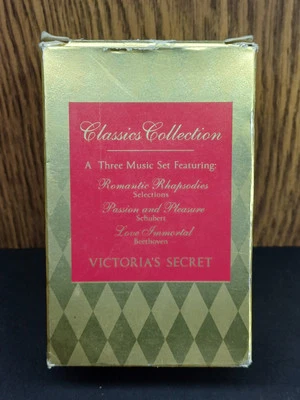 Classics Collection
A Three Music Set Featuring:
Romantic Rhapsodies
Selections
Passion and Pleasure
Schubert
Love Immortal
Beethoven
VICTORIA'S SECRET